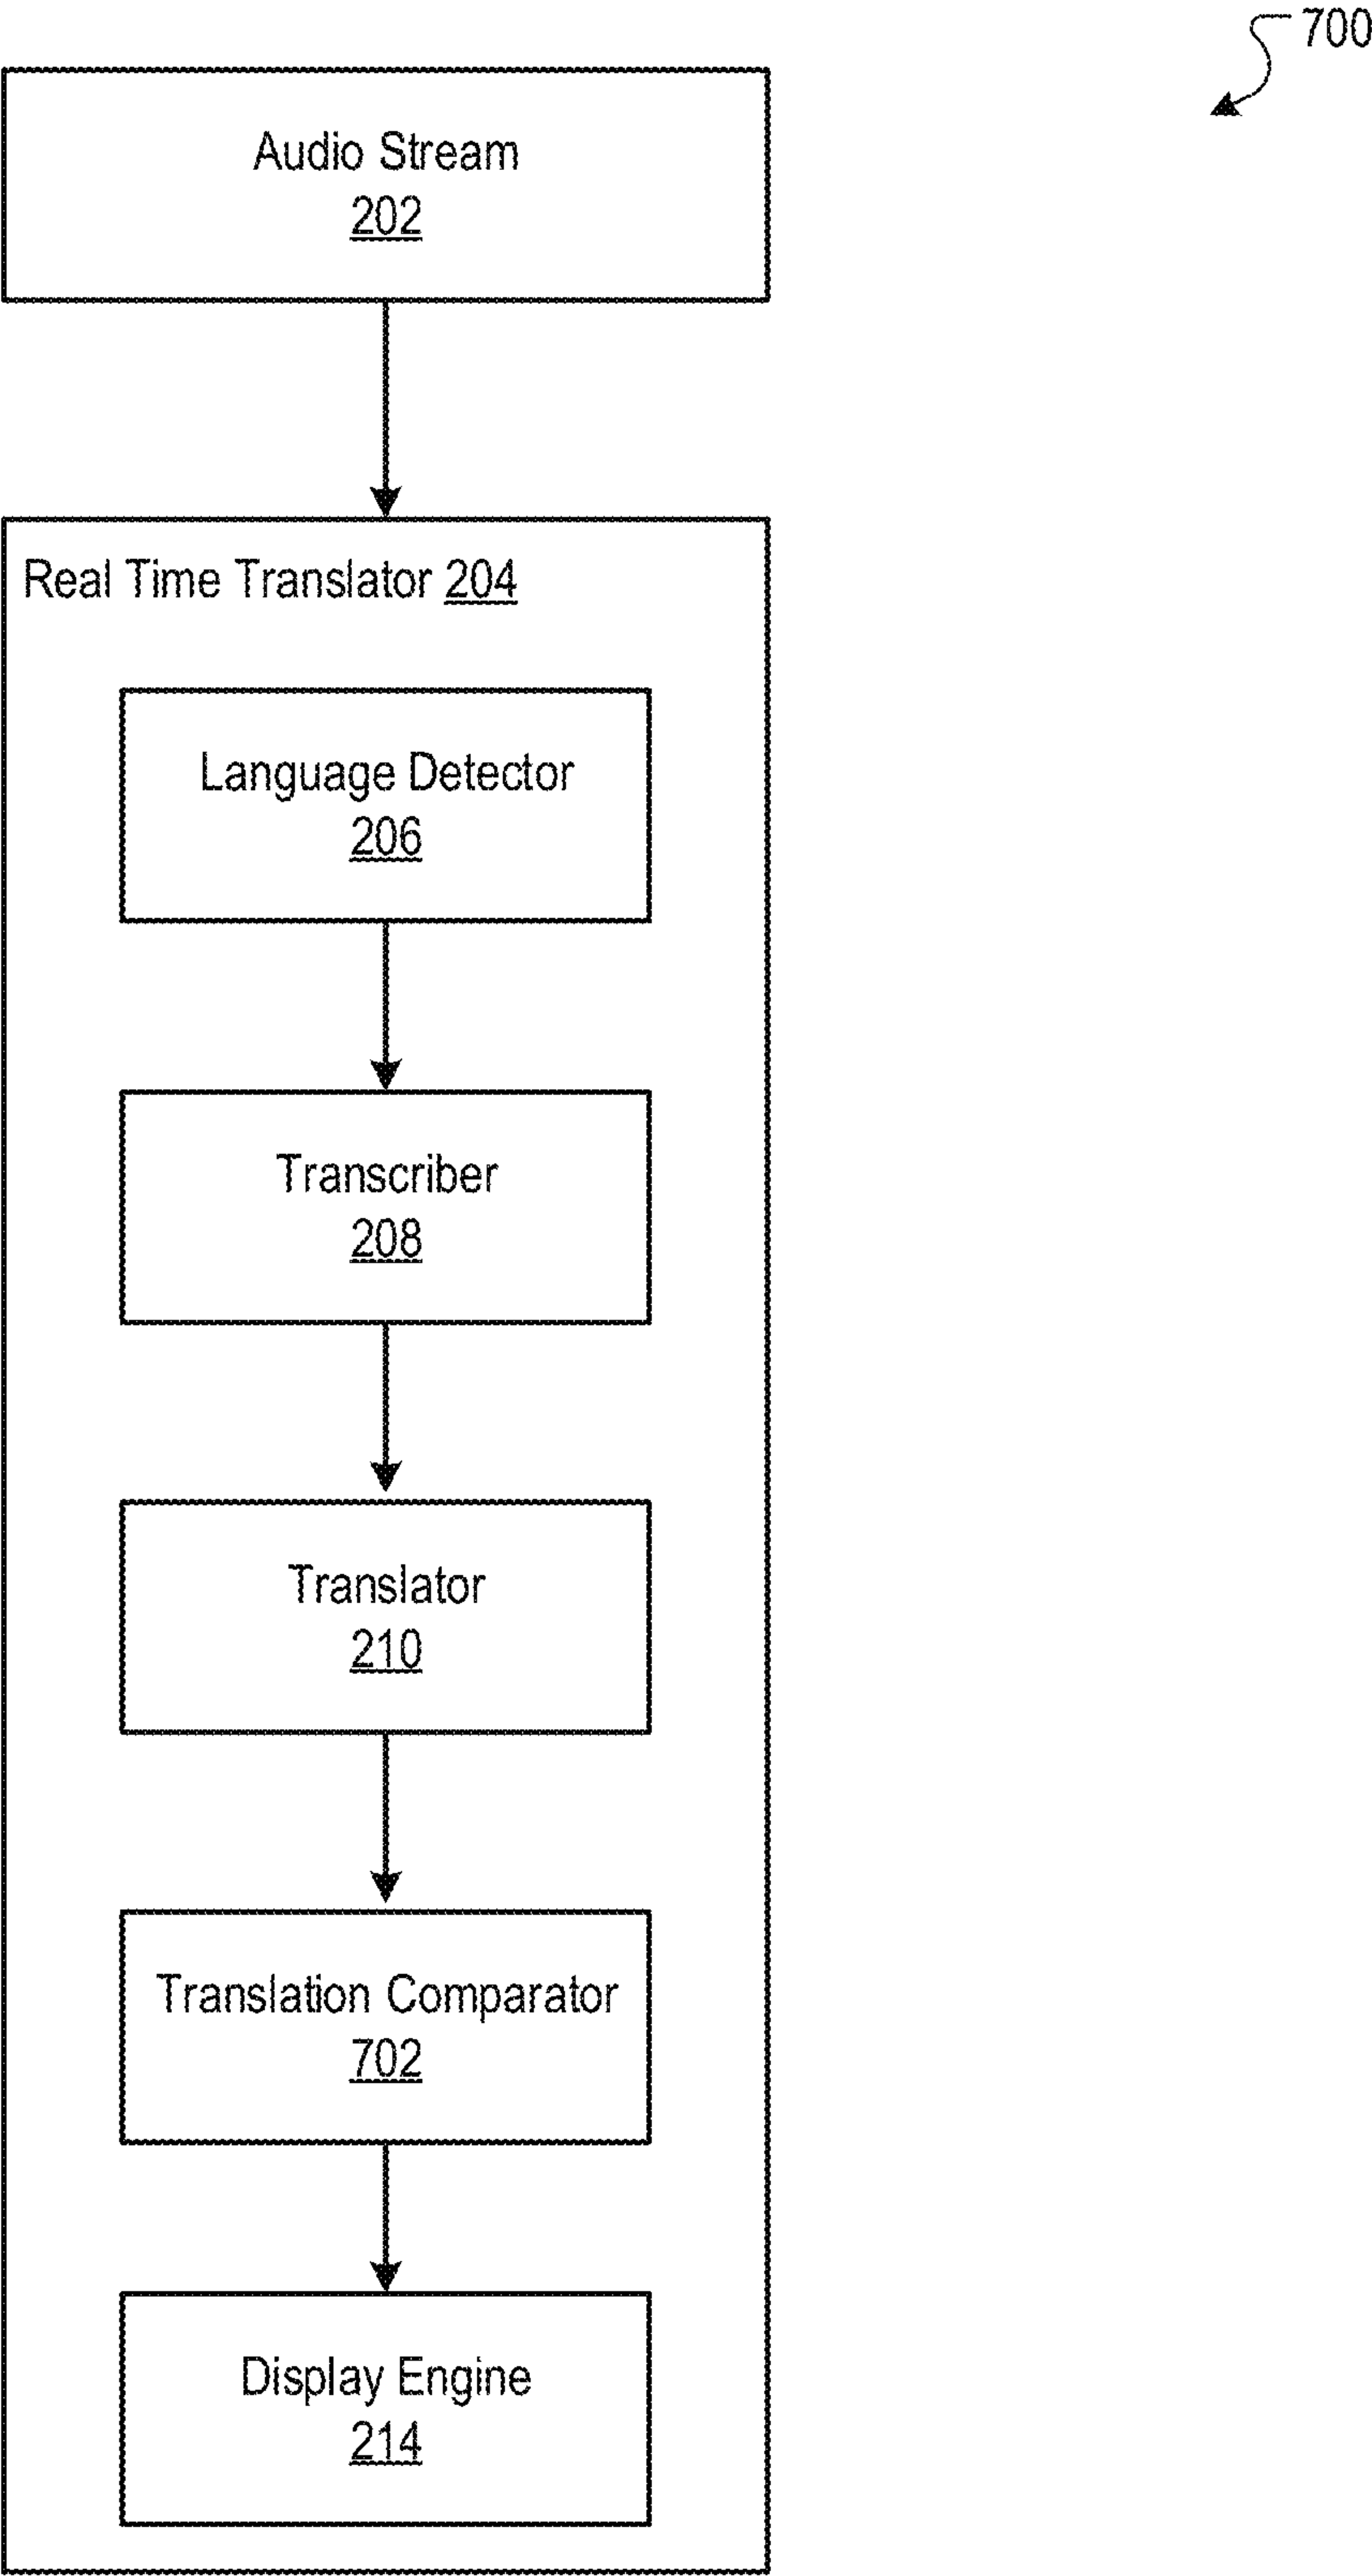 700
Audio Stream
202
Real Time Translator 204
Language Detector
206
Transcriber
208
Translator
210
Translation Comparator
702
Display Engine
214